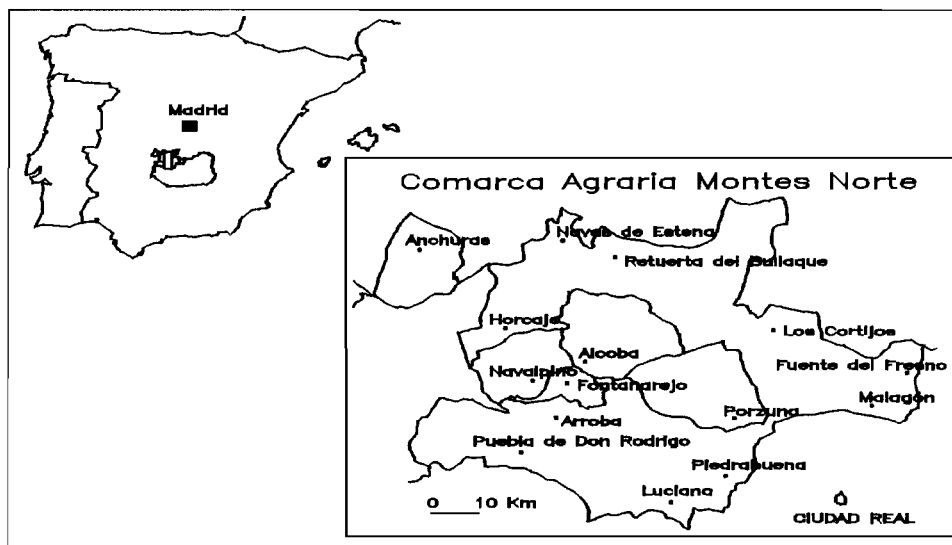 Madrid
Comarca Agraria Montes Norte
Anchuras
Navas de Estena
Retuerta del Bullaque
Horcajo
Los Cortijos
Alcoba
Fuente del Fresno
Navalpino
Fontanarejo
Malagón
Porzuna
Arroba
Puebla de Don Rodrigo
Piedrabuena
Luciana
0 10 Km
CIUDAD REAL